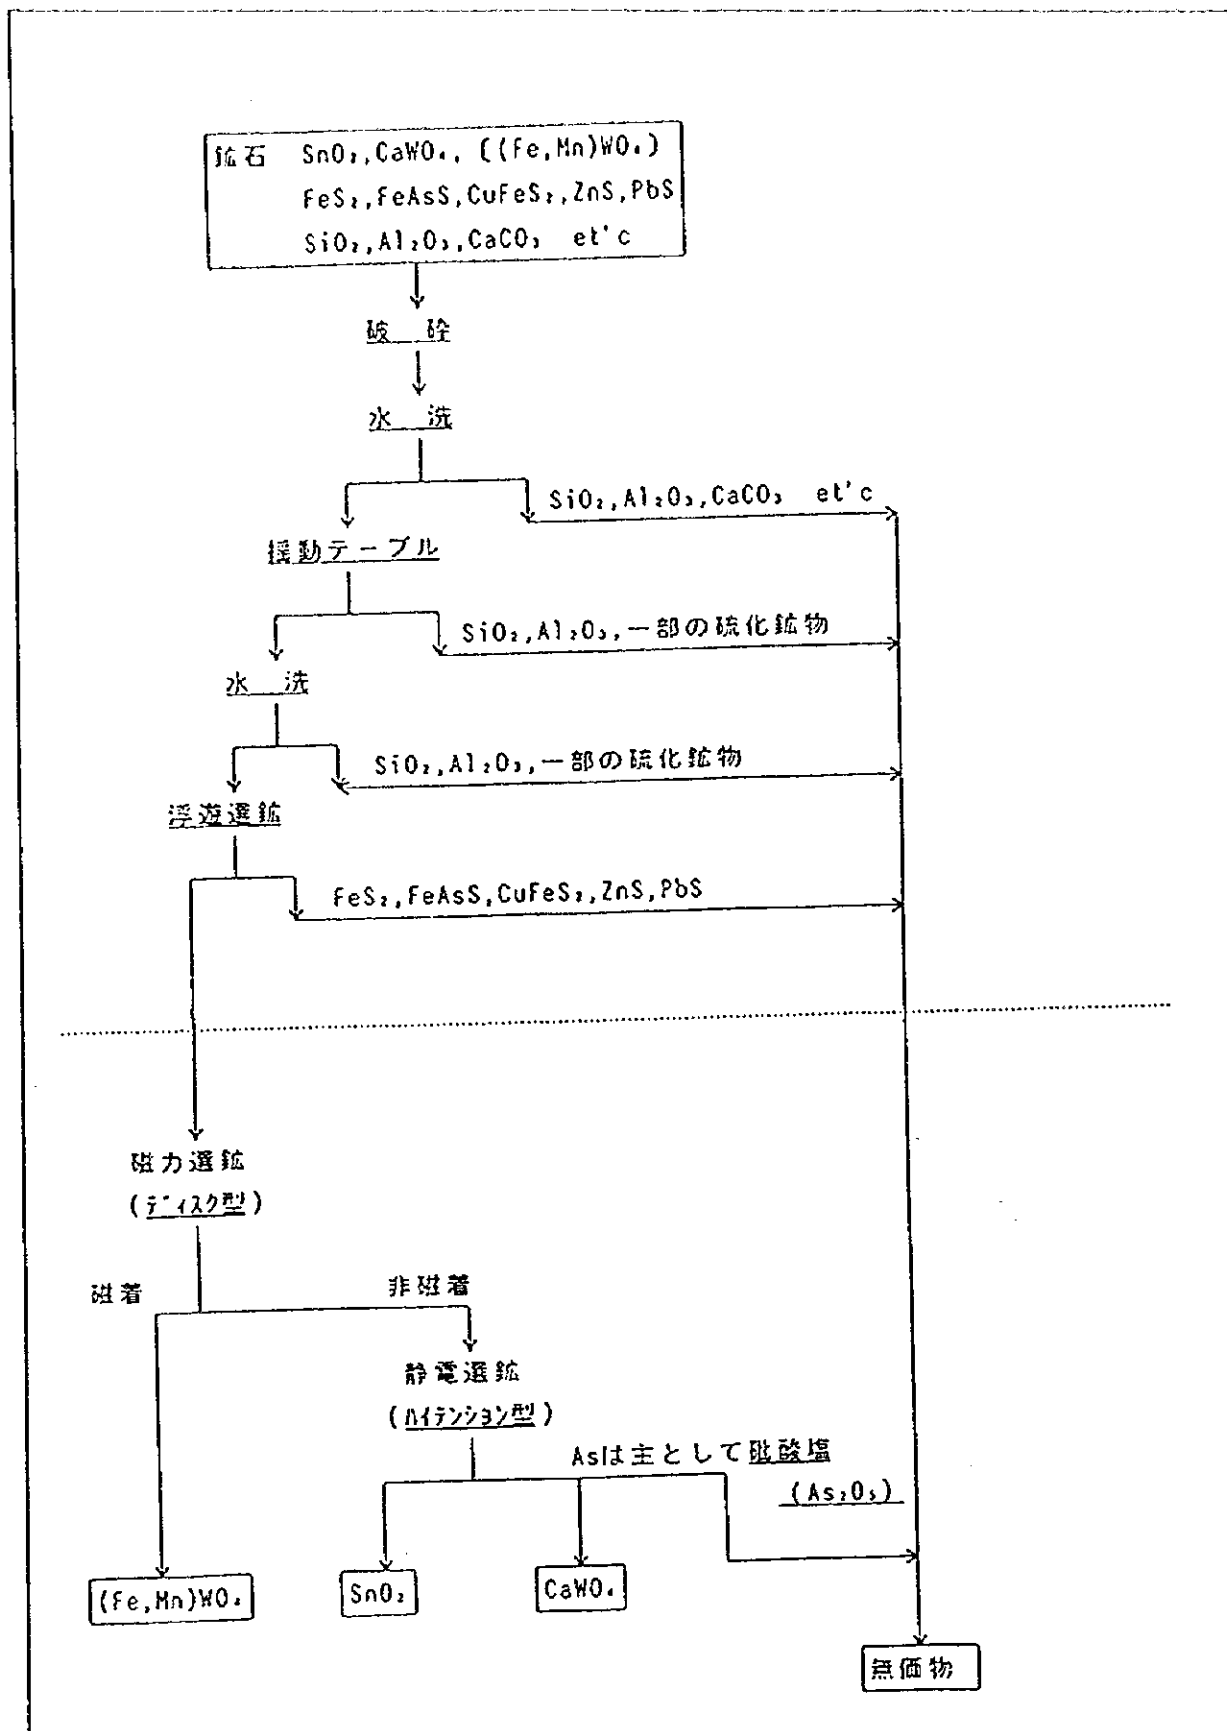 鉱石 SnO₂,CaWO₄, ((Fe,Mn)WO₄)
FeS₂,FeAsS,CuFeS₂,ZnS,PbS
SiO₂,Al₂O₃,CaCO₃ et'c
破 砕
水 洗
SiO₂,Al₂O₃,CaCO₃ et'c
揺動テーブル
SiO₂,Al₂O₃,一部の硫化鉱物
水 洗
SiO₂,Al₂O₃,一部の硫化鉱物
浮遊選鉱
FeS₂,FeAsS,CuFeS₂,ZnS,PbS
磁力選鉱
(ディスク型)
磁着
非磁着
静電選鉱
(ハイテンション型)
Asは主として砒酸塩
(As₂O₅)
(Fe,Mn)WO₄
SnO₂
CaWO₄
無価物